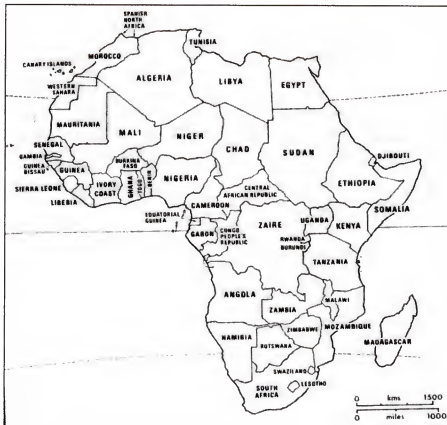 SPANISH
NORTH
AFRICA
TUNISIA
MOROCCO
CANARY ISLANDS
ALGERIA
LIBYA
EGYPT
WESTERN
SAHARA
MAURITANIA
MALI
NIGER
CHAD
SUDAN
SENEGAL
GAMBIA
GUINEA
BISSAU
GUINEA
BURKINA
FASO
DJIBOUTI
SIERRA LEONE
IVORY
COAST
GHANA
TOGO
BENIN
NIGERIA
ETHIOPIA
LIBERIA
CENTRAL
AFRICAN REPUBLIC
CAMEROON
SOMALIA
EQUATORIAL
GUINEA
GABON
CONGO
PEOPLE'S
REPUBLIC
ZAIRE
UGANDA
KENYA
RWANDA
BURUNDI
TANZANIA
ANGOLA
MALAWI
ZAMBIA
MOZAMBIQUE
ZIMBABWE
NAMIBIA
BOTSWANA
MADAGASCAR
SWAZILAND
SOUTH
AFRICA
LESOTHO
0 kms 1500
0 miles 1000